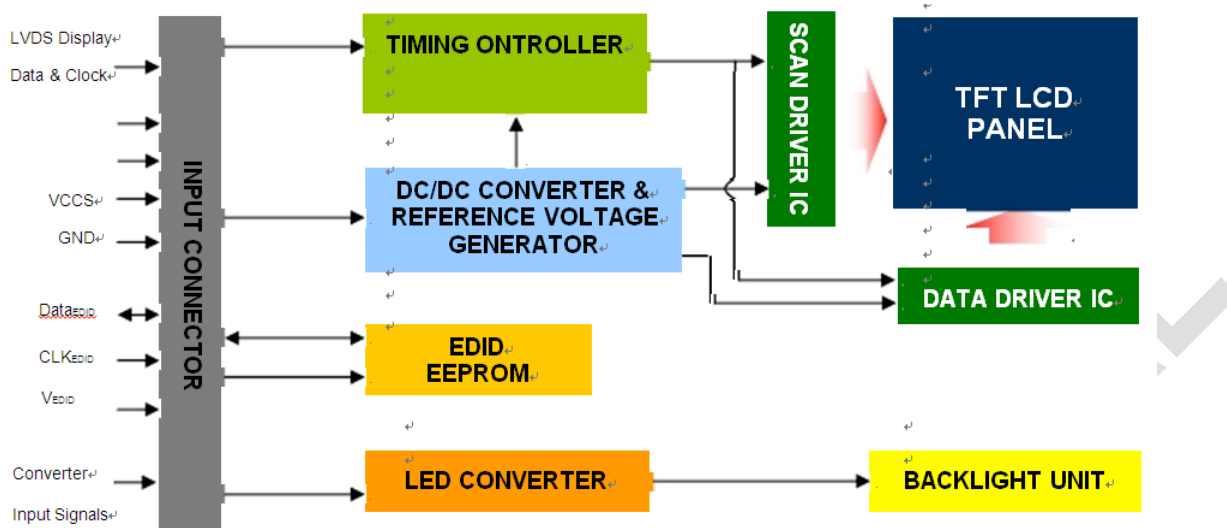 LVDS Display
Data & Clock
VCCS
GND
DataEDID
CLKEDID
VEDID
Converter
Input Signals
INPUT CONNECTOR
TIMING ONTROLLER
DC/DC CONVERTER &
REFERENCE VOLTAGE
GENERATOR
EDID
EEPROM
LED CONVERTER
SCAN DRIVER IC
TFT LCD
PANEL
DATA DRIVER IC
BACKLIGHT UNIT